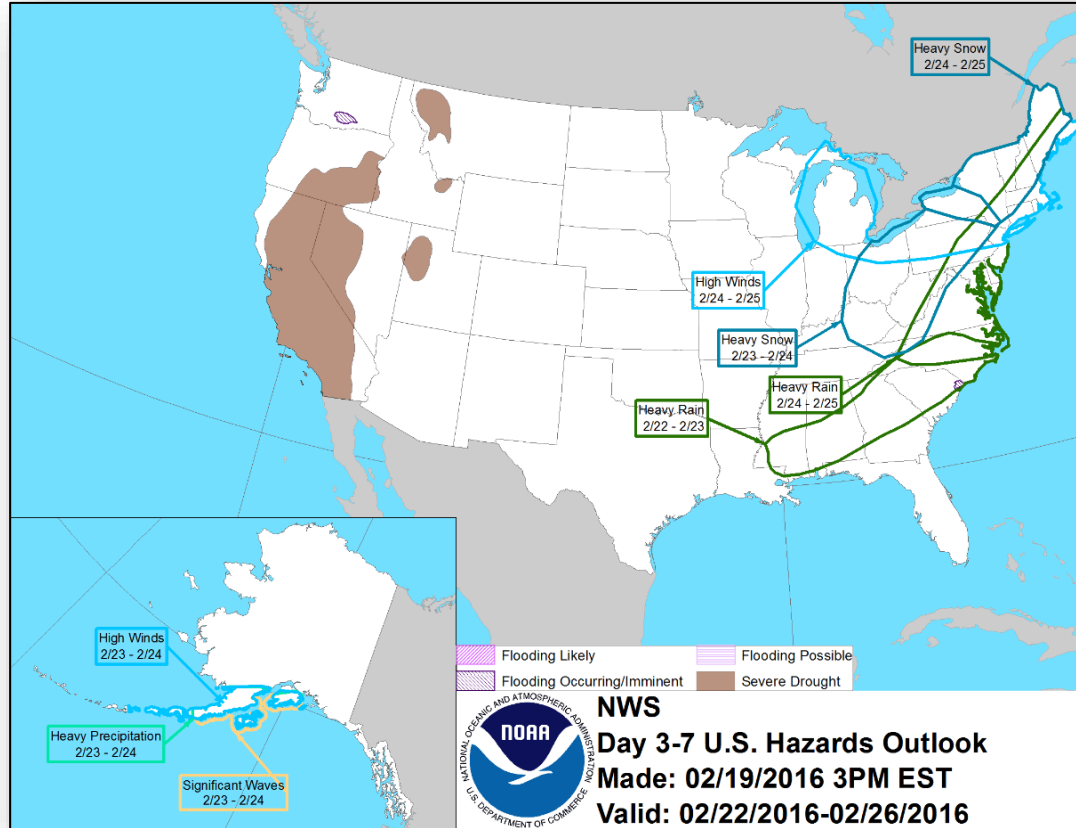 Heavy Snow
2/24 - 2/25
High Winds
2/24 - 2/25
Heavy Snow
2/23 - 2/24
Heavy Rain
2/24 - 2/25
Heavy Rain
2/22 - 2/23
High Winds
2/23 - 2/24
Heavy Precipitation
2/23 - 2/24
Significant Waves
2/23 - 2/24
Flooding Likely
Flooding Possible
Flooding Occurring/Imminent
Severe Drought
NATIONAL OCEANIC AND ATMOSPHERIC ADMINISTRATION
NOAA
U.S. DEPARTMENT OF COMMERCE
NWS
Day 3-7 U.S. Hazards Outlook
Made: 02/19/2016 3PM EST
Valid: 02/22/2016-02/26/2016